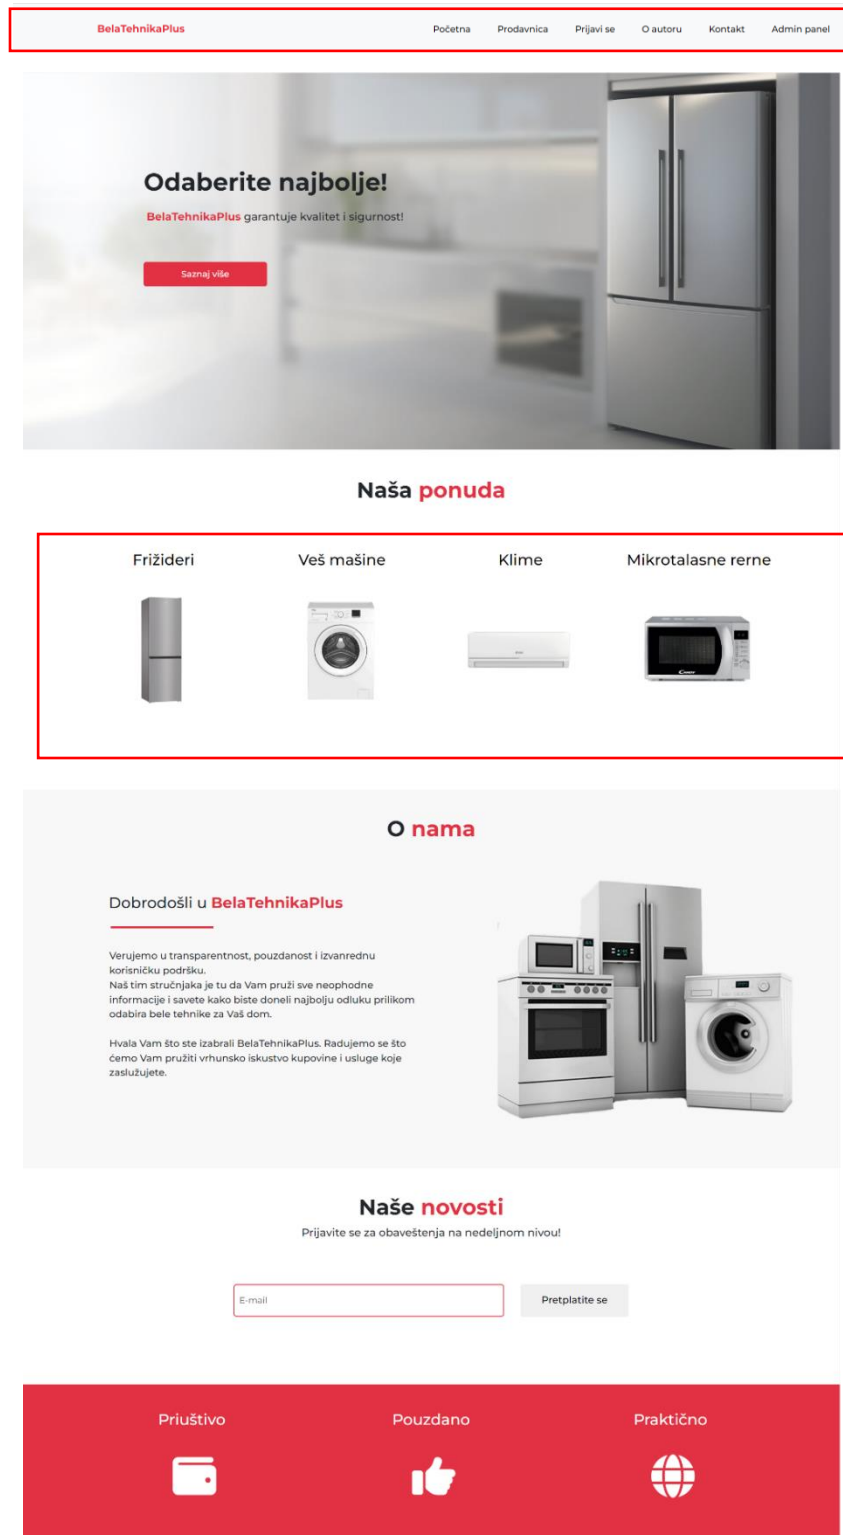 BelaTehnikaPlus Početna Prodavnica Prijavi se O autoru Kontakt Admin panel
Odaberite najbolje!
BelaTehnikaPlus garantuje kvalitet i sigurnost!
Saznaj više
Naša ponuda
Frižideri Veš mašine Klime Mikrotalasne rerne
CANDY
O nama
Dobrodošli u BelaTehnikaPlus
Verujemo u transparentnost, pouzdanost i izvanrednu
korisničku podršku.
Naš tim stručnjaka je tu da Vam pruži sve neophodne
informacije i savete kako biste doneli najbolju odluku prilikom
odabira bele tehnike za Vaš dom.
Hvala Vam što ste izabrali BelaTehnikaPlus. Radujemo se što
ćemo Vam pružiti vrhunsko iskustvo kupovine i usluge koje
zaslužujete.
Naše novosti
Prijavite se za obaveštenja na nedeljnom nivou!
E-mail Pretplatite se
Priuštivo Pouzdano Praktično